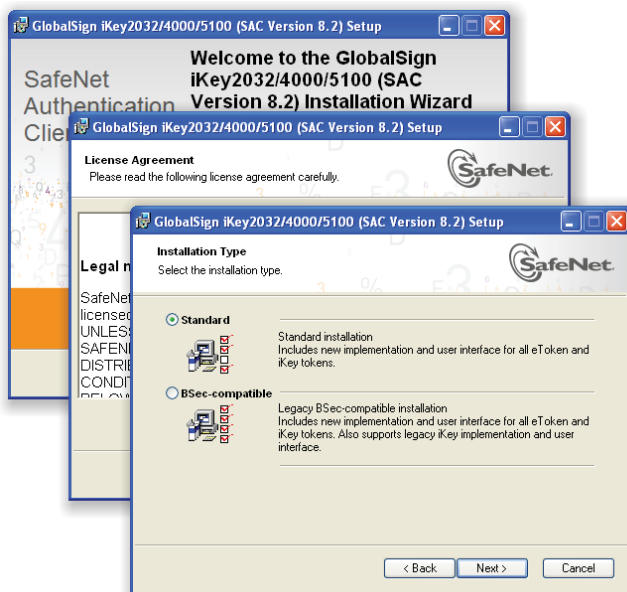 GlobalSign iKey2032/4000/5100 (SAC Version 8.2) Setup
SafeNet
Authentication
Welcome to the GlobalSign
iKey2032/4000/5100 (SAC
Version 8.2) Installation Wizard
GlobalSign iKey2032/4000/5100 (SAC Version 8.2) Setup
License Agreement
Please read the following license agreement carefully.
SafeNet.
Legal
SafeNet
licensed
GlobalSign iKey2032/4000/5100 (SAC Version 8.2) Setup
Installation Type
Select the installation type.
SafeNet.
Standard
Standard installation
Includes new implementation and user interface for all eToken and
iKey tokens.
BSec-compatible
Legacy BSec-compatible installation
Includes new implementation and user interface for all eToken and
iKey tokens. Also supports legacy iKey implementation and user
interface.
< Back
Next >
Cancel